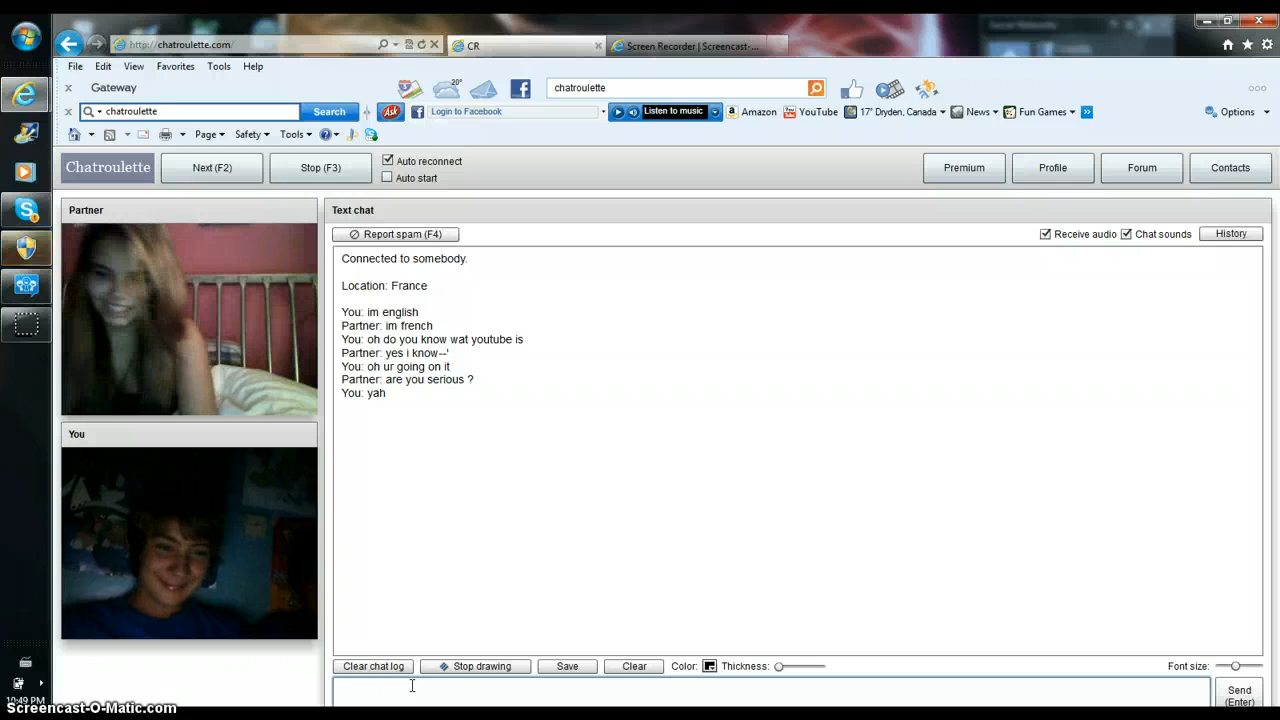 http://chatroulette.com/
CR
Screen Recorder | Screencast-...
File Edit View Favorites Tools Help
Gateway
20°
chatroulette
chatroulette
Search
Ask
Login to Facebook
Listen to music
Amazon
YouTube
17° Dryden, Canada
News
Fun Games
Options
Page
Safety
Tools
Chatroulette
Next (F2)
Stop (F3)
Auto reconnect
Auto start
Premium
Profile
Forum
Contacts
Partner
Text chat
Report spam (F4)
Receive audio
Chat sounds
History
Connected to somebody.
Location: France
You: im english
Partner: im french
You: oh do you know wat youtube is
Partner: yes i know--'
You: oh ur going on it
Partner: are you serious ?
You: yah
You
Clear chat log
Stop drawing
Save
Clear
Color:
Thickness:
Font size:
Send
(Enter)
10:49 PM
Screencast-O-Matic.com